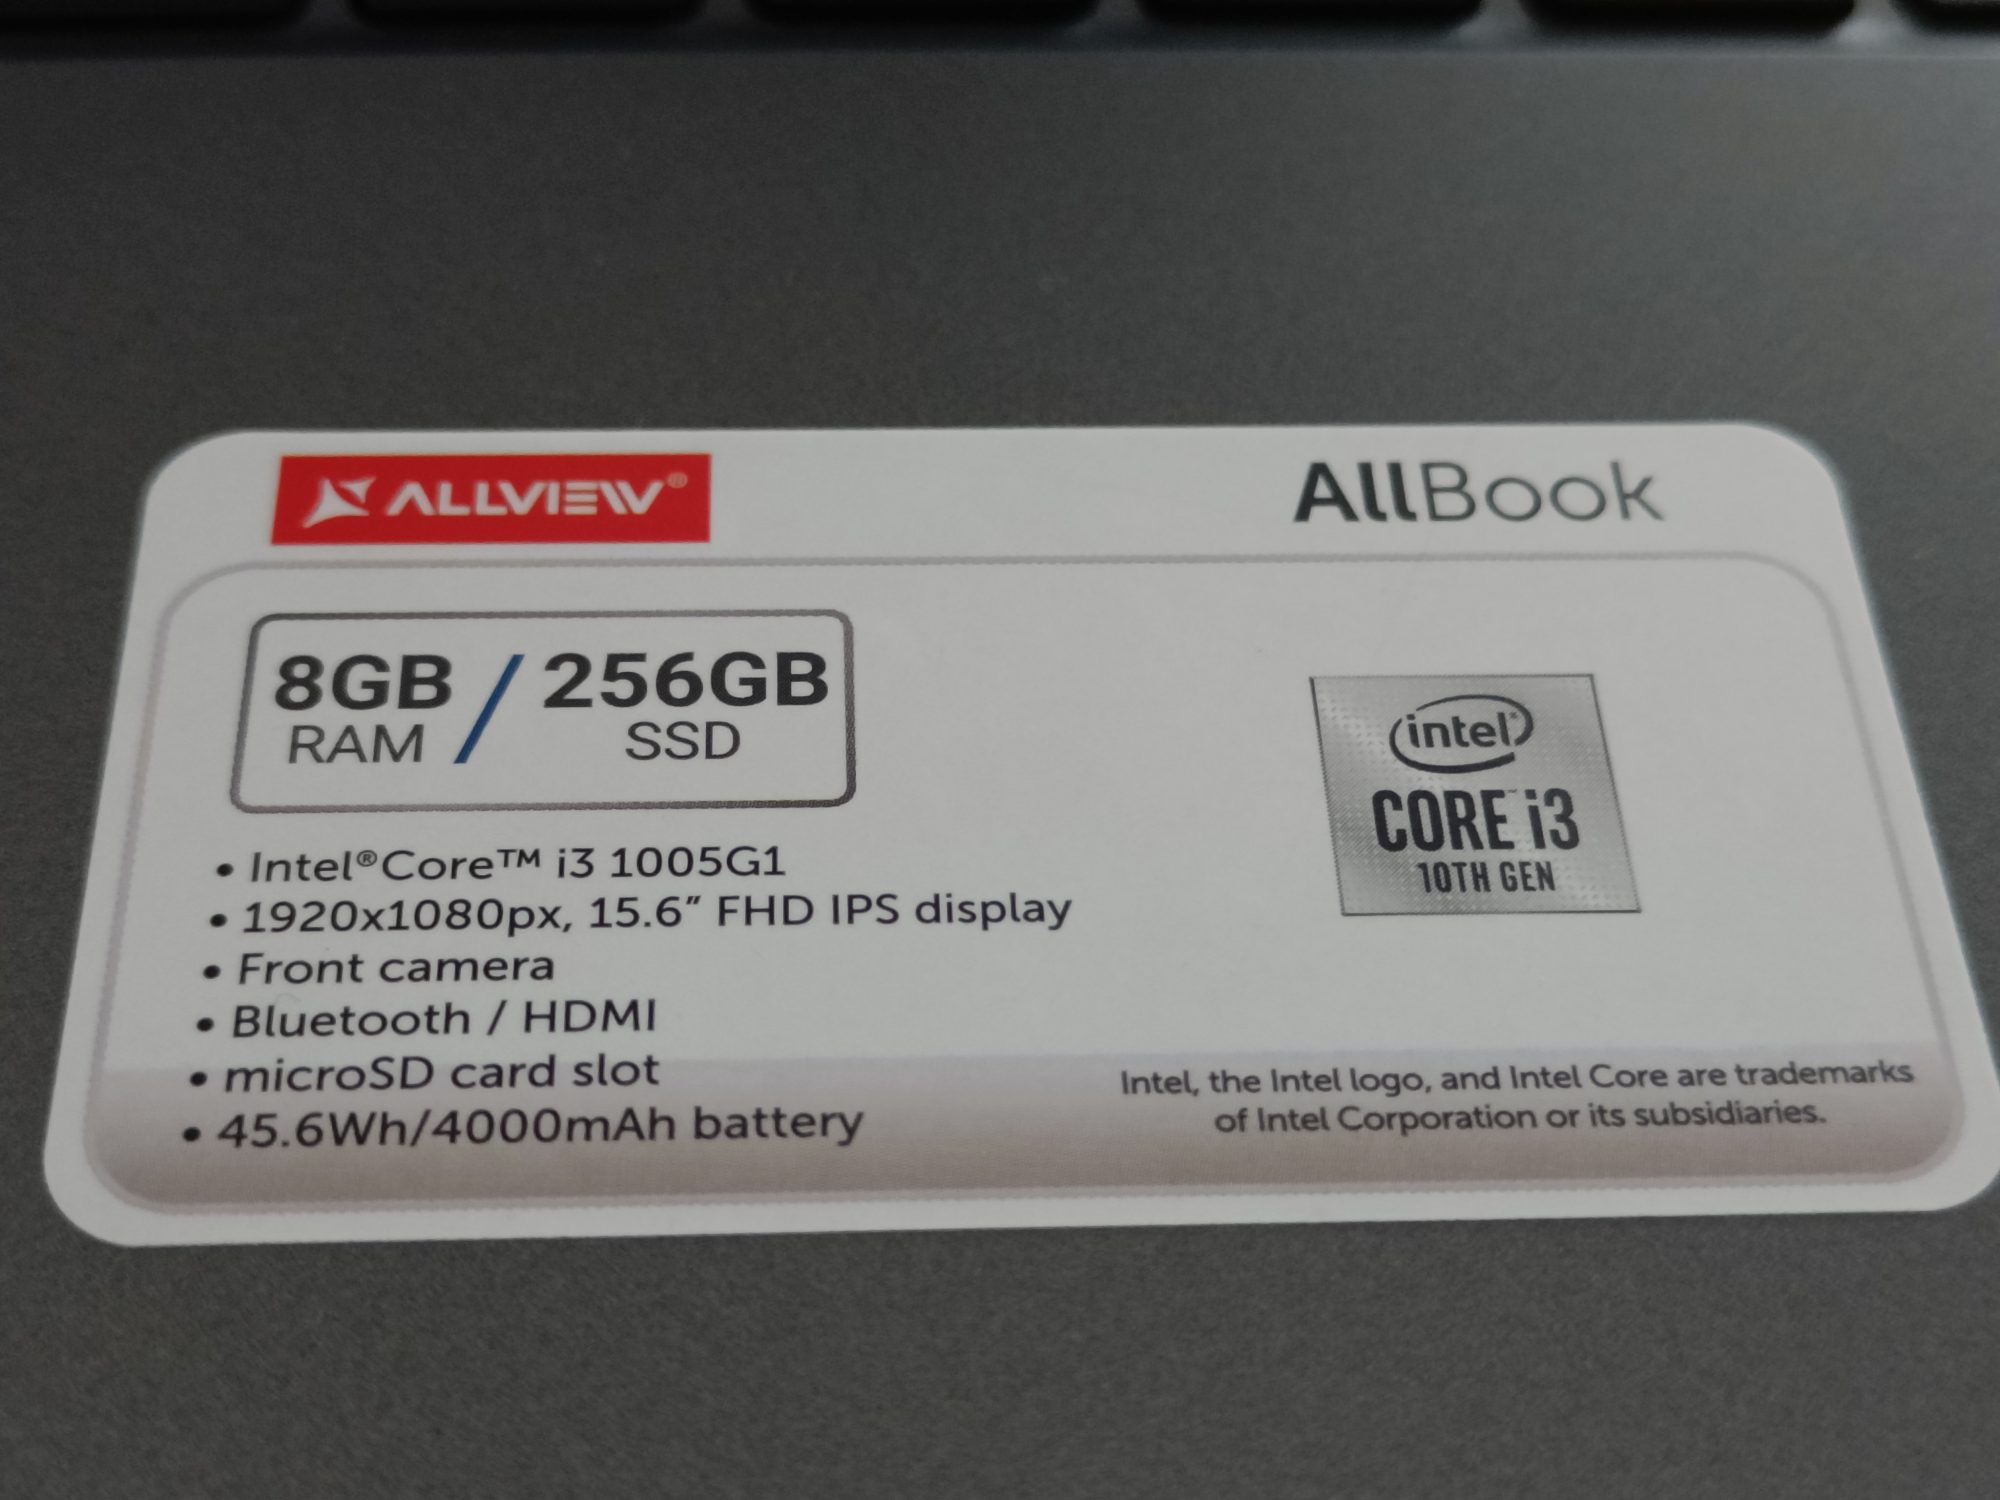 ALLVIEW®
AllBook
8GB / 256GB
RAM SSD
• Intel®Core™ i3 1005G1
• 1920x1080px, 15.6” FHD IPS display
• Front camera
• Bluetooth / HDMI
• microSD card slot
• 45.6Wh/4000mAh battery
intel®
CORE™ i3
10TH GEN
Intel, the Intel logo, and Intel Core are trademarks
of Intel Corporation or its subsidiaries.